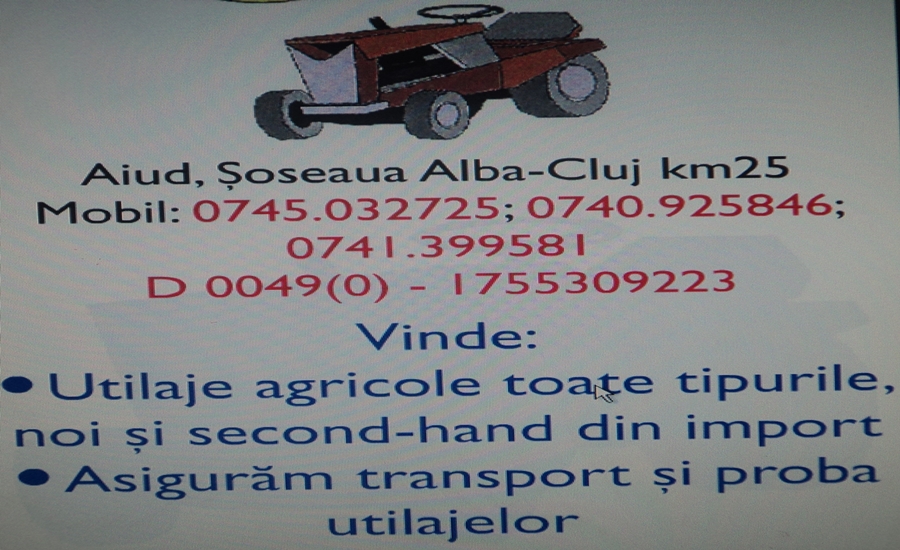 Aiud, Șoseaua Alba-Cluj km25
Mobil: 0745.032725; 0740.925846;
0741.399581
D 0049(0) - 1755309223
Vinde:
• Utilaje agricole toate tipurile,
noi și second-hand din import
• Asigurăm transport și proba
utilajelor